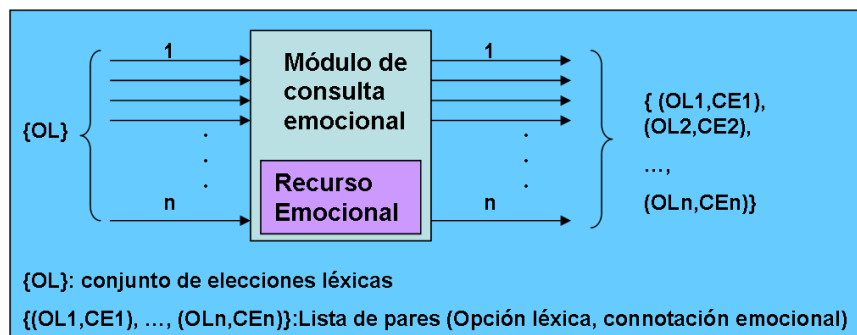 1
1
Módulo de
consulta
emocional
{OL}
{ (OL1,CE1),
(OL2,CE2),
...,
(OLn,CEn)}
Recurso
Emocional
n
n
{OL}: conjunto de elecciones léxicas
{(OL1,CE1), ..., (OLn,CEn)}:Lista de pares (Opción léxica, connotación emocional)